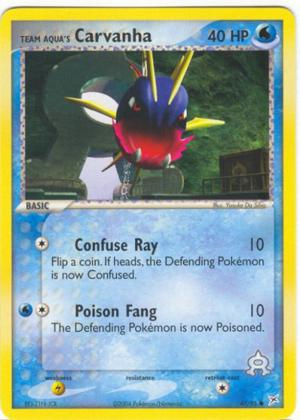 TEAM AQUA'S Carvanha 40 HP
BASIC
Confuse Ray 10
Flip a coin. If heads, the Defending Pokémon
is now Confused.
Poison Fang 10
The Defending Pokémon is now Poisoned.
weakness resistance retreat cost
©2004 Pokémon/Nintendo